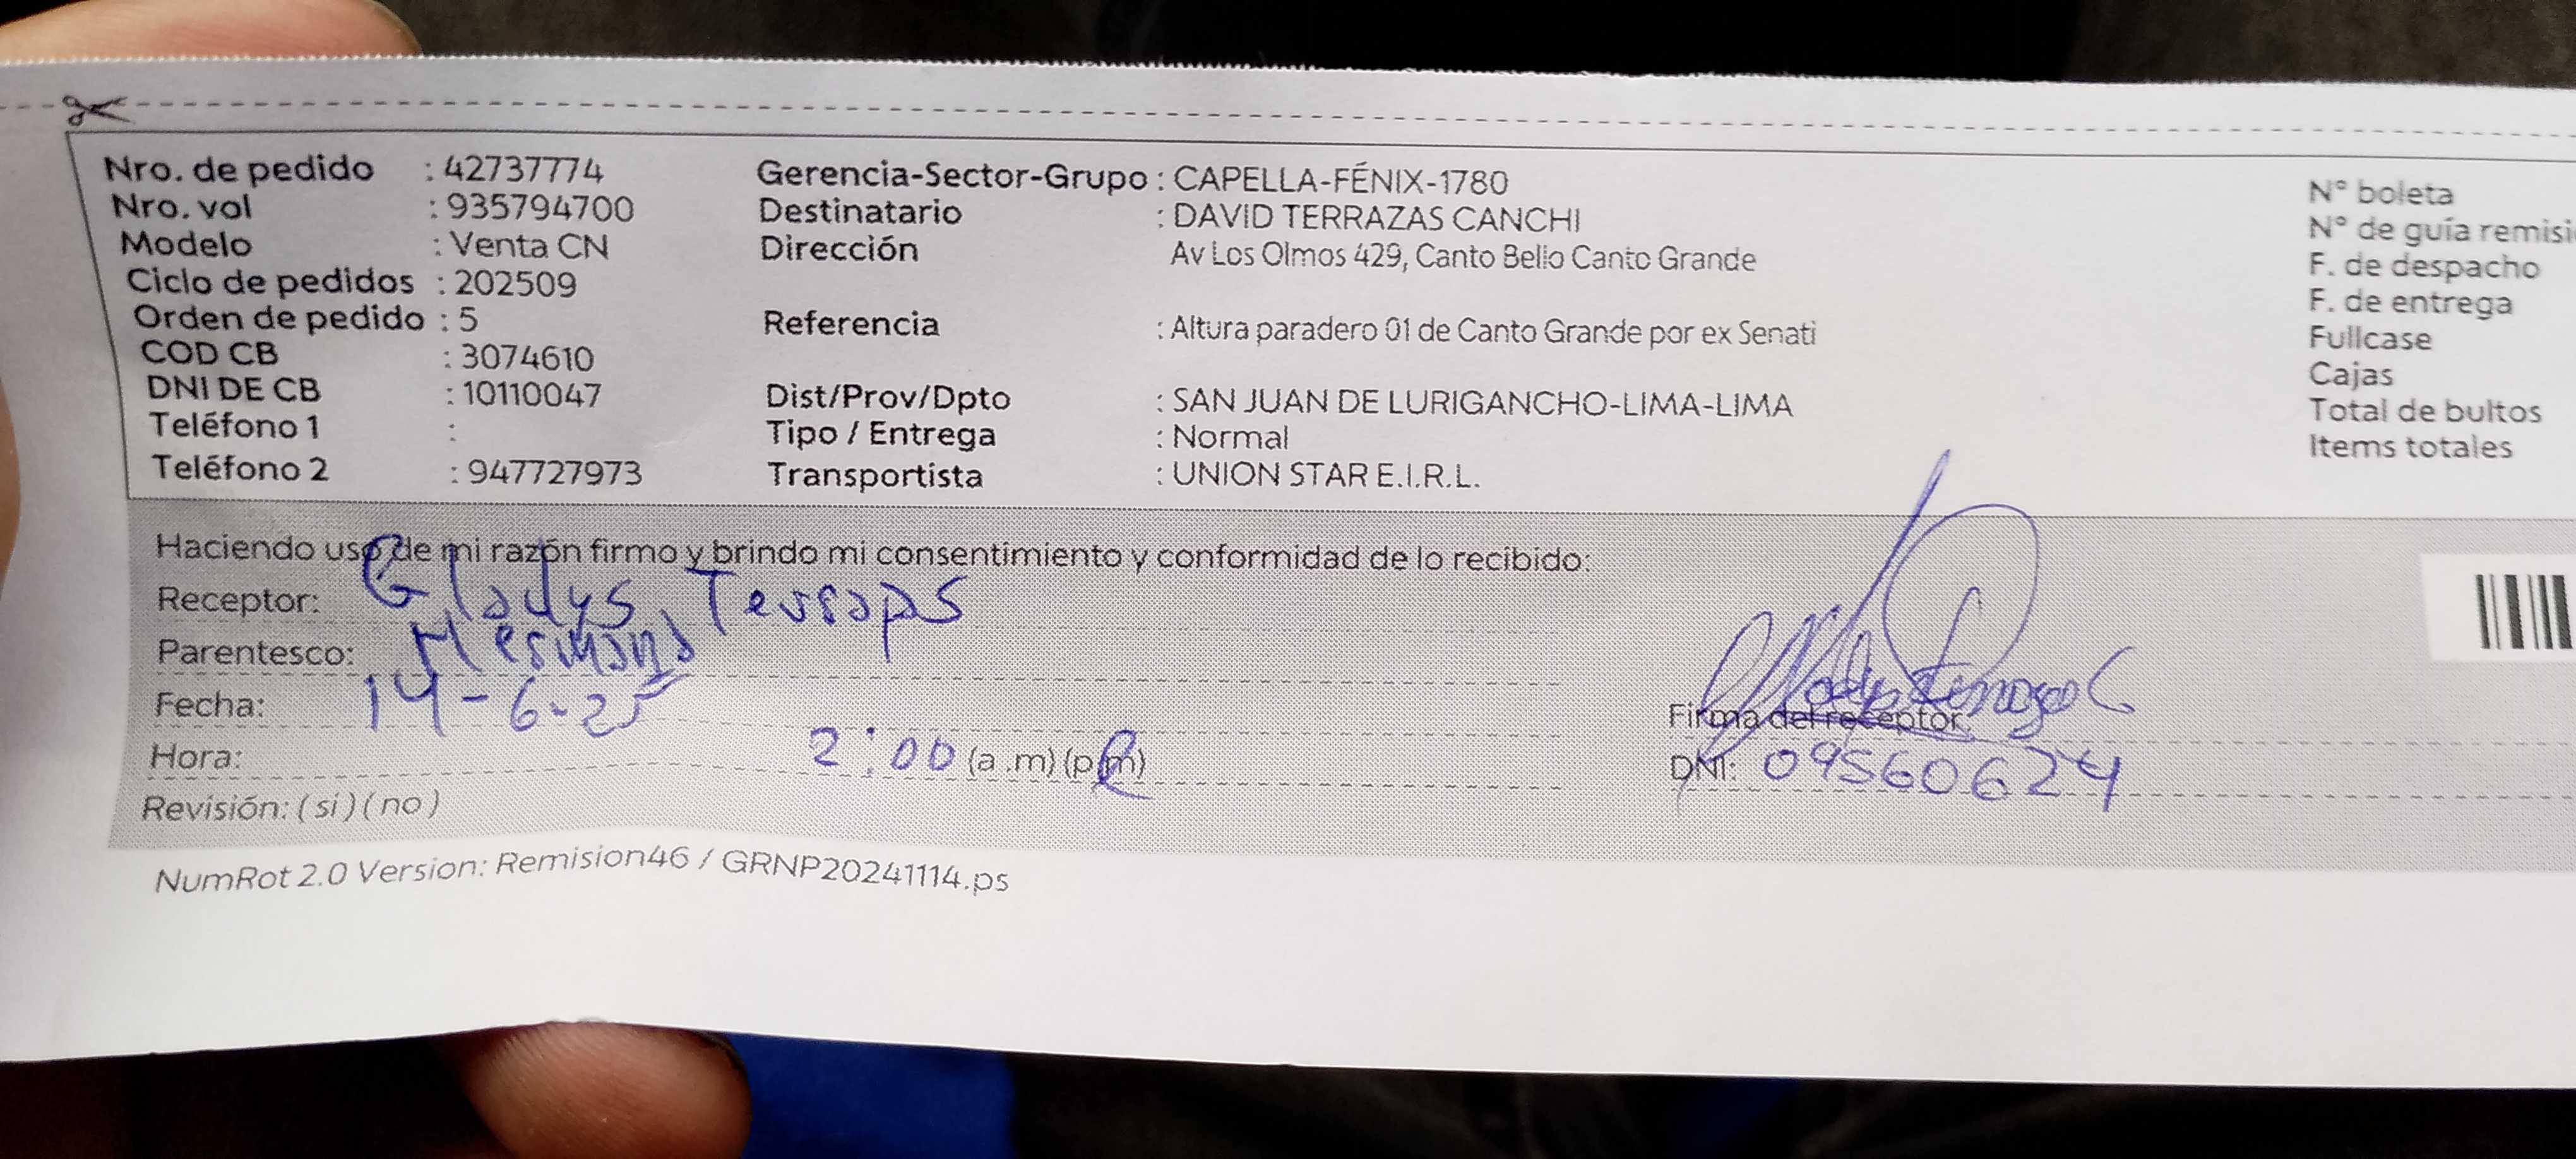 Nro. de pedido : 42737774
Nro. vol : 935794700
Modelo : Venta CN
Ciclo de pedidos : 202509
Orden de pedido : 5
COD CB : 3074610
DNI DE CB : 10110047
Teléfono 1 :
Teléfono 2 : 947727973
Gerencia-Sector-Grupo : CAPELLA-FÉNIX-1780
Destinatario : DAVID TERRAZAS CANCHI
Dirección Av Los Olmos 429, Canto Bello Canto Grande
Referencia : Altura paradero 01 de Canto Grande por ex Senati
Dist/Prov/Dpto : SAN JUAN DE LURIGANCHO-LIMA-LIMA
Tipo / Entrega : Normal
Transportista : UNION STAR E.I.R.L.
N° boleta
N° de guía remisi
F. de despacho
F. de entrega
Fullcase
Cajas
Total de bultos
Items totales
Haciendo uso de mi razón firmo y brindo mi consentimiento y conformidad de lo recibido:
Receptor: Gladys
Parentesco: Hermana
Fecha: 14-6-25
Hora: 2:00 (a .m) (p.m)
Revisión: ( si ) ( no )
Firma del receptor:
DNI: 09560624
NumRot 2.0 Version: Remision46 / GRNP20241114.ps